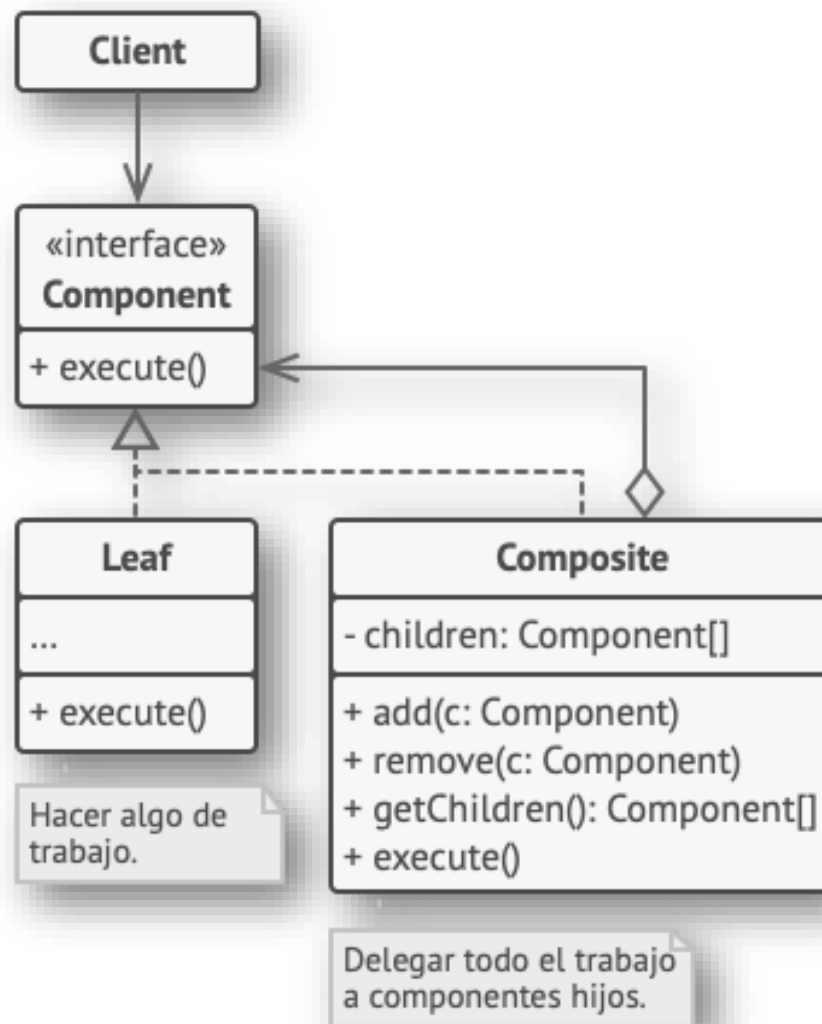 Client
«interface»
Component
+ execute()
Leaf
...
+ execute()
Hacer algo de
trabajo.
Composite
- children: Component[]
+ add(c: Component)
+ remove(c: Component)
+ getChildren(): Component[]
+ execute()
Delegar todo el trabajo
a componentes hijos.